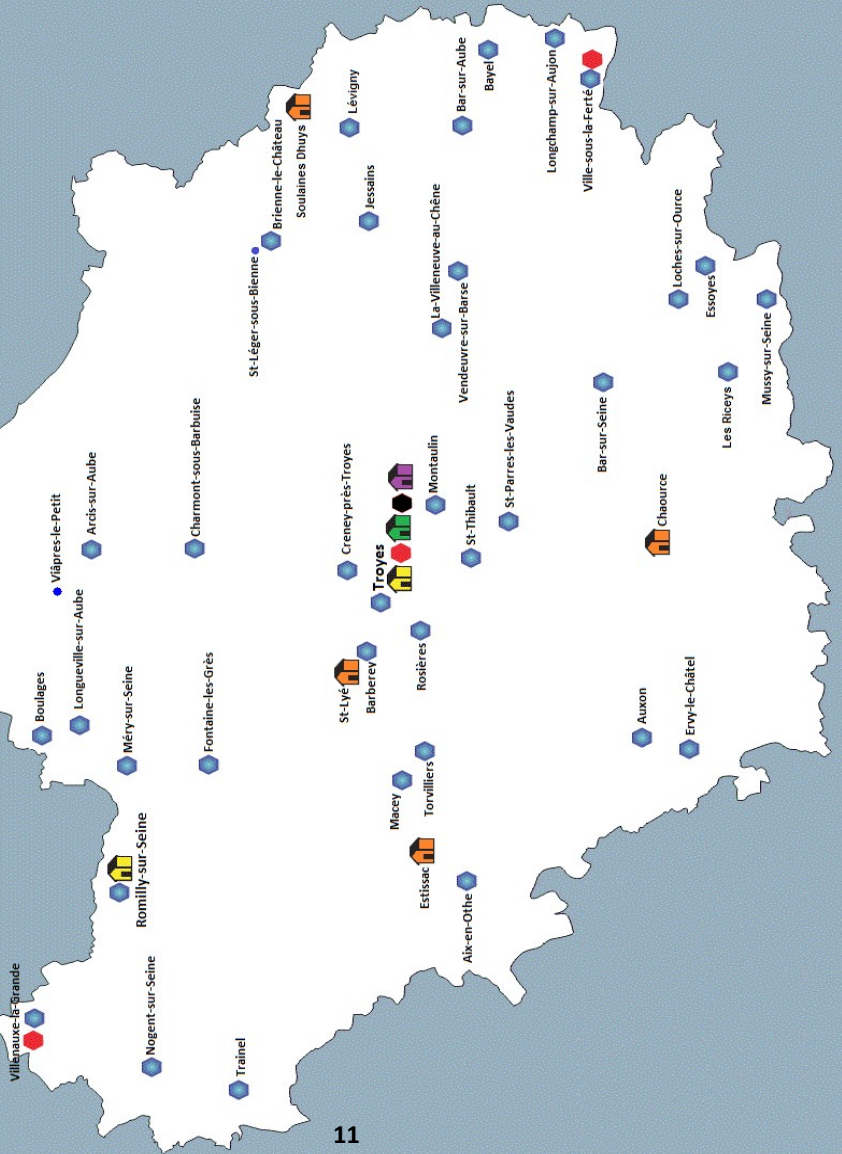 Villenauxe-la-Grande
Boulages
Viâpres-le-Petit
Longueville-sur-Aube
Arcis-sur-Aube
Méry-sur-Seine
Romilly-sur-Seine
Nogent-sur-Seine
Charmont-sous-Barbuise
Fontaine-les-Grès
Trainel
St-Léger-sous-Bienne
Brienne-le-Château
Soulaines Dhuys
Lévigny
Creney-près-Troyes
St-Lyé
Barberey
Troyes
Jessains
Macey
Torvilliers
Rosières
Montaulin
La-Villeneuve-au-Chêne
Vendeuvre-sur-Barse
Bar-sur-Aube
Bayel
Estissac
Aix-en-Othe
St-Thibault
St-Parres-les-Vaudes
Longchamp-sur-Aujon
Ville-sous-la-Ferté
Bar-sur-Seine
Auxon
Chaource
Loches-sur-Ource
Ervy-le-Châtel
Essoyes
Les Riceys
Mussy-sur-Seine
11